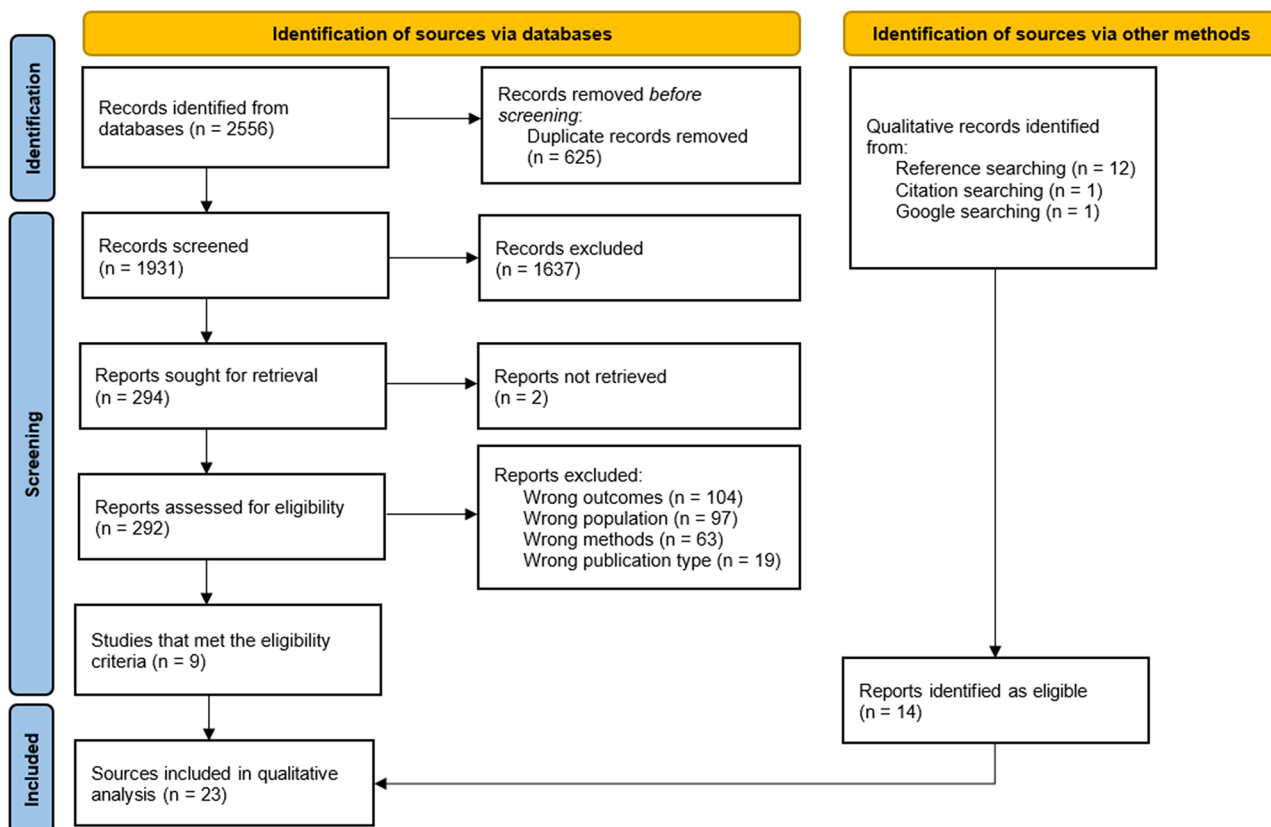 Identification of sources via databases
Identification of sources via other methods
Identification
Records identified from
databases (n = 2556)
Records removed before
screening:
Duplicate records removed
(n = 625)
Qualitative records identified
from:
Reference searching (n = 12)
Citation searching (n = 1)
Google searching (n = 1)
Screening
Records screened
(n = 1931)
Records excluded
(n = 1637)
Reports sought for retrieval
(n = 294)
Reports not retrieved
(n = 2)
Reports assessed for eligibility
(n = 292)
Reports excluded:
Wrong outcomes (n = 104)
Wrong population (n = 97)
Wrong methods (n = 63)
Wrong publication type (n = 19)
Studies that met the eligibility
criteria (n = 9)
Reports identified as eligible
(n = 14)
Included
Sources included in qualitative
analysis (n = 23)